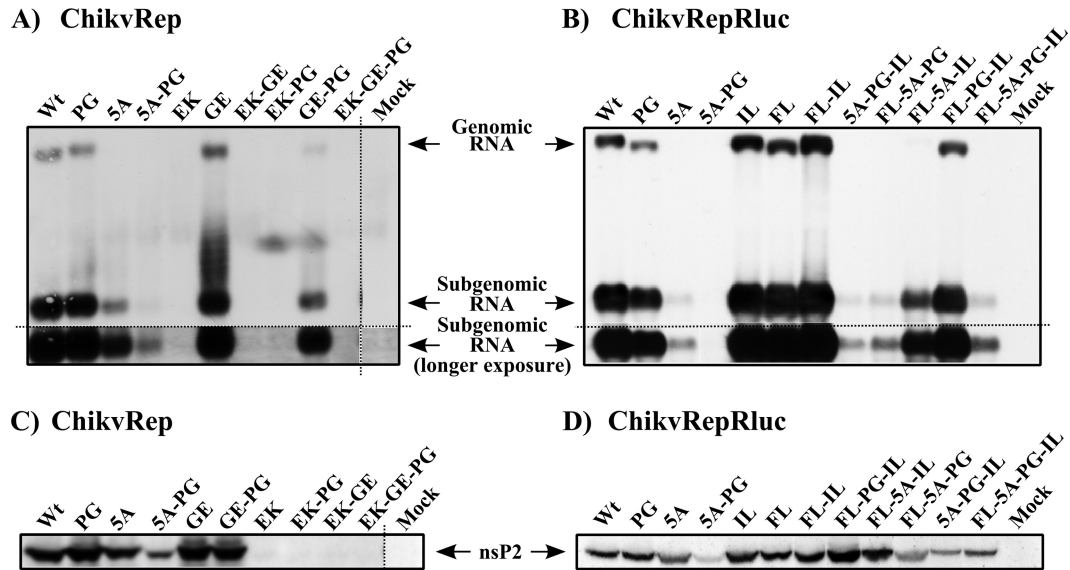 A) ChikvRep
B) ChikvRepRluc
Wt PG 5A 5A-PG EK GE EK-GE EK-PG GE-PG EK-GE-PG Mock
Wt PG 5A 5A-PG IL FL FL-IL 5A-PG-IL FL-5A-PG FL-5A-IL FL-PG-IL FL-5A-PG-IL Mock
Genomic
RNA
Subgenomic
RNA
Subgenomic
RNA
(longer exposure)
C) ChikvRep
D) ChikvRepRluc
Wt PG 5A 5A-PG GE GE-PG EK EK-PG EK-GE EK-GE-PG Mock
Wt PG 5A 5A-PG IL FL FL-IL FL-PG-IL FL-5A-IL FL-5A-PG 5A-PG-IL FL-5A-PG-IL Mock
nsP2